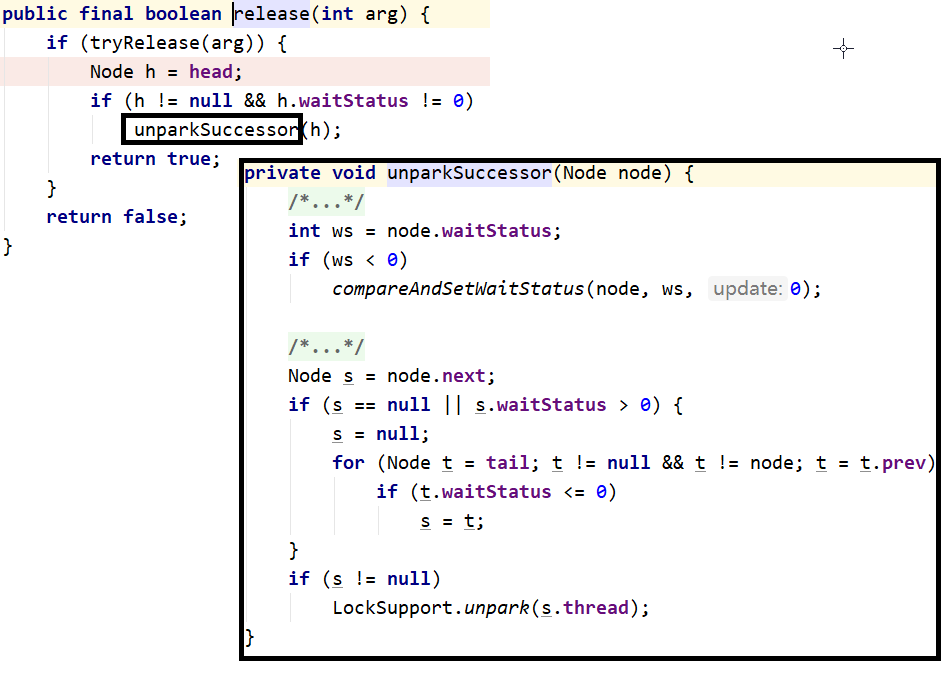 public final boolean release(int arg) {
    if (tryRelease(arg)) {
        Node h = head;
        if (h != null && h.waitStatus != 0)
            unparkSuccessor(h);
        return true;
    }
    return false;
}
private void unparkSuccessor(Node node) {
    /*...*/
    int ws = node.waitStatus;
    if (ws < 0)
        compareAndSetWaitStatus(node, ws, update: 0);
    /*...*/
    Node s = node.next;
    if (s == null || s.waitStatus > 0) {
        s = null;
        for (Node t = tail; t != null && t != node; t = t.prev)
            if (t.waitStatus <= 0)
                s = t;
    }
    if (s != null)
        LockSupport.unpark(s.thread);
}